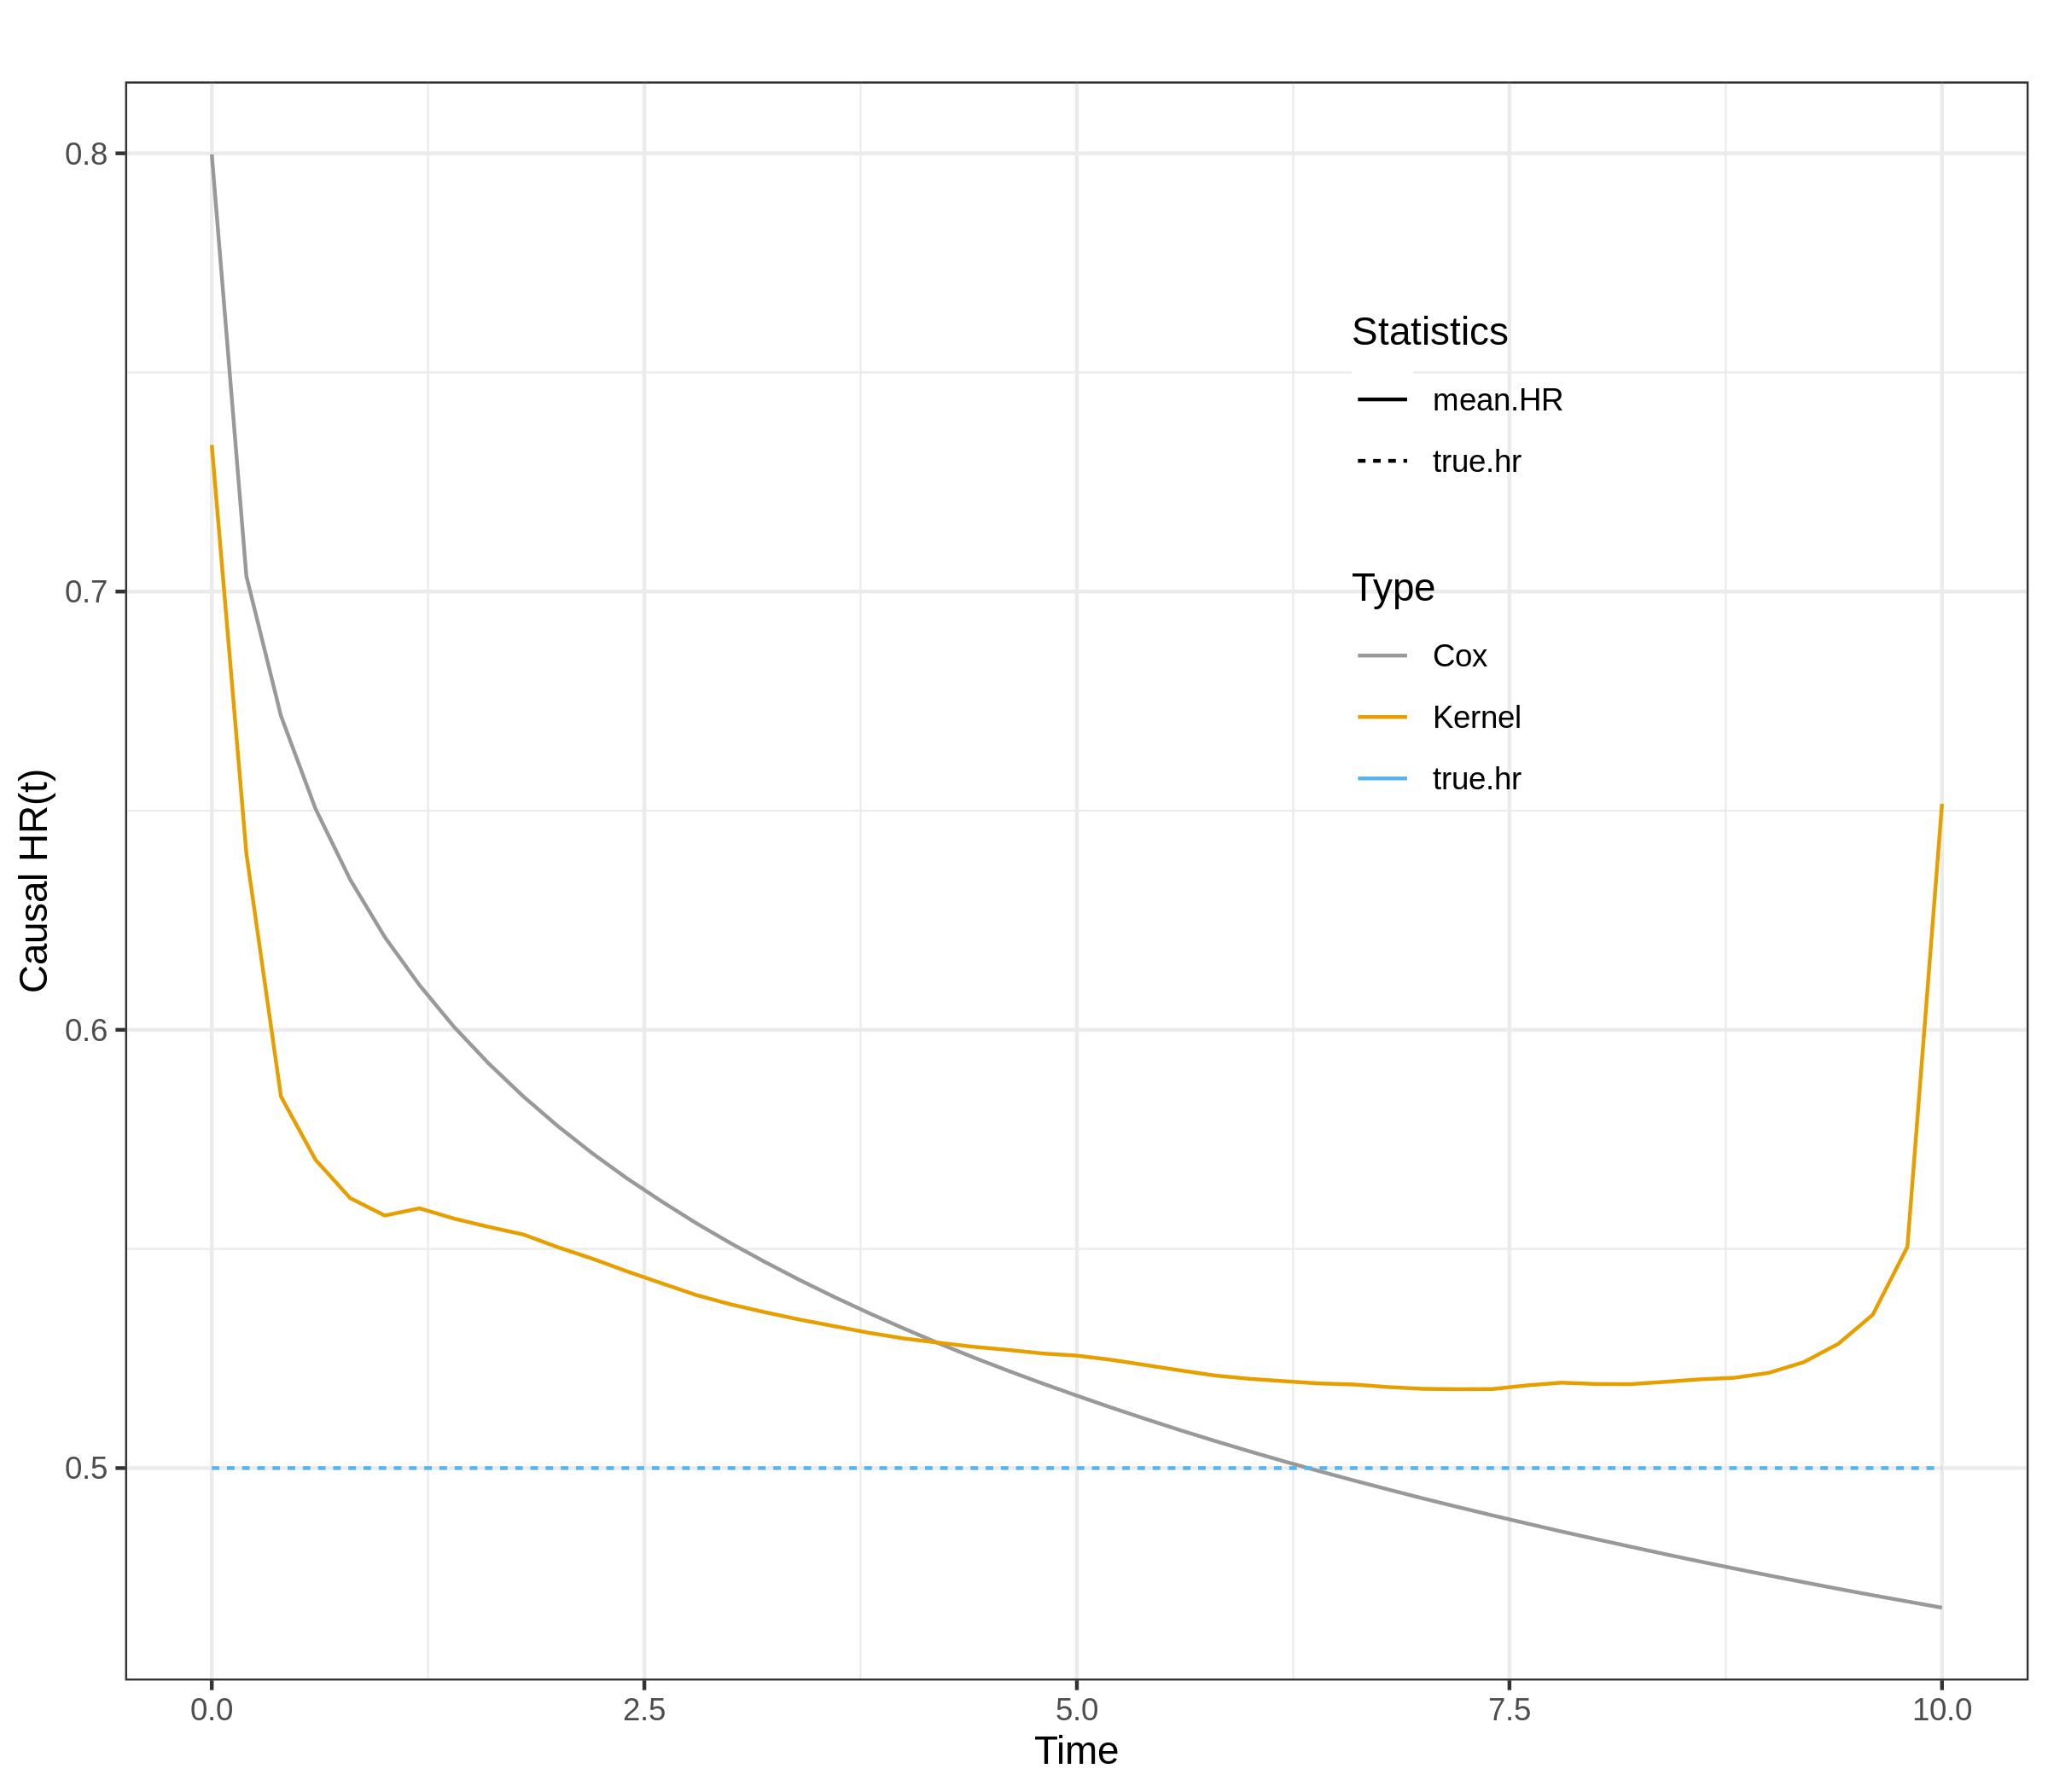 Causal HR(t)
0.8
0.7
0.6
0.5
Statistics
mean.HR
true.hr
Type
Cox
Kernel
true.hr
0.0 2.5 5.0 7.5 10.0
Time